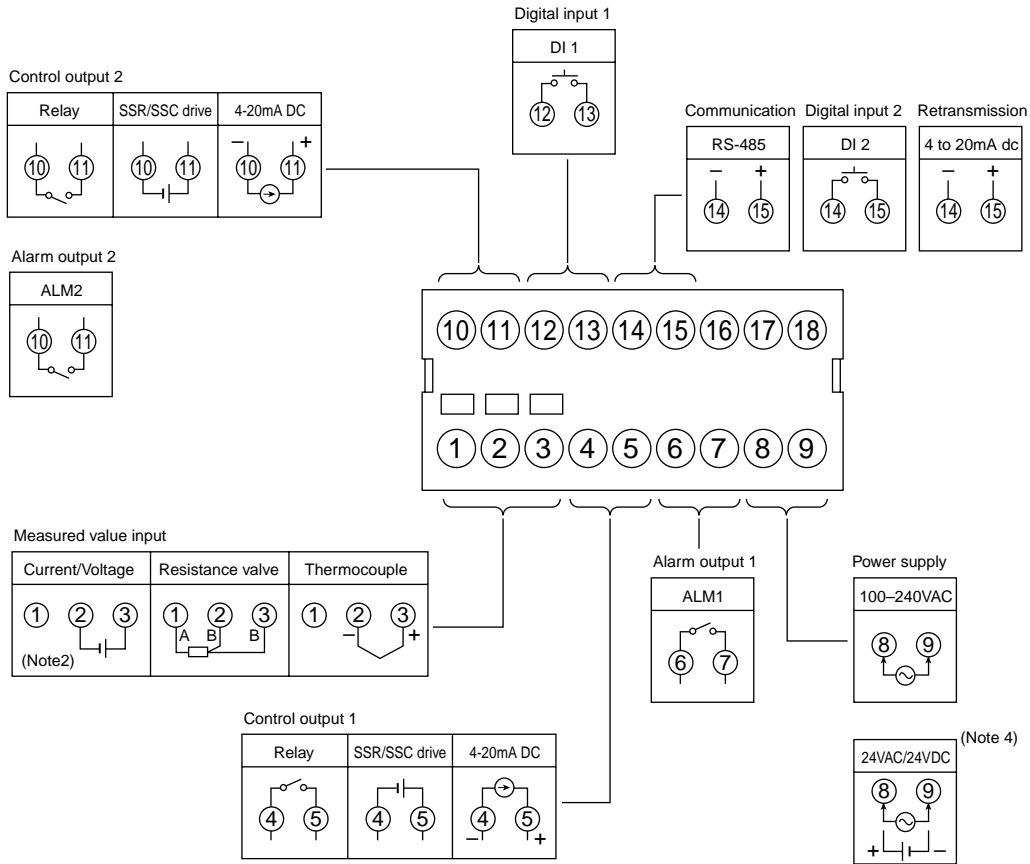 Digital input 1
DI 1
⑫ ⑬
Control output 2
Relay SSR/SSC drive 4-20mA DC
− +
⑩ ⑪ ⑩ ⑪ ⑩ ⑪
Communication Digital input 2 Retransmission
RS-485 DI 2 4 to 20mA dc
− + − +
⑭ ⑮ ⑭ ⑮ ⑭ ⑮
Alarm output 2
ALM2
⑩ ⑪
⑩ ⑪ ⑫ ⑬ ⑭ ⑮ ⑯ ⑰ ⑱
① ② ③ ④ ⑤ ⑥ ⑦ ⑧ ⑨
Measured value input
Current/Voltage Resistance valve Thermocouple
① ② ③ ① ② ③ ① ② ③
A B B − +
(Note2)
Alarm output 1
ALM1
⑥ ⑦
Power supply
100–240VAC
⑧ ⑨
Control output 1
Relay SSR/SSC drive 4-20mA DC
④ ⑤ ④ ⑤ ④ ⑤
− +
(Note 4)
24VAC/24VDC
⑧ ⑨
+ −